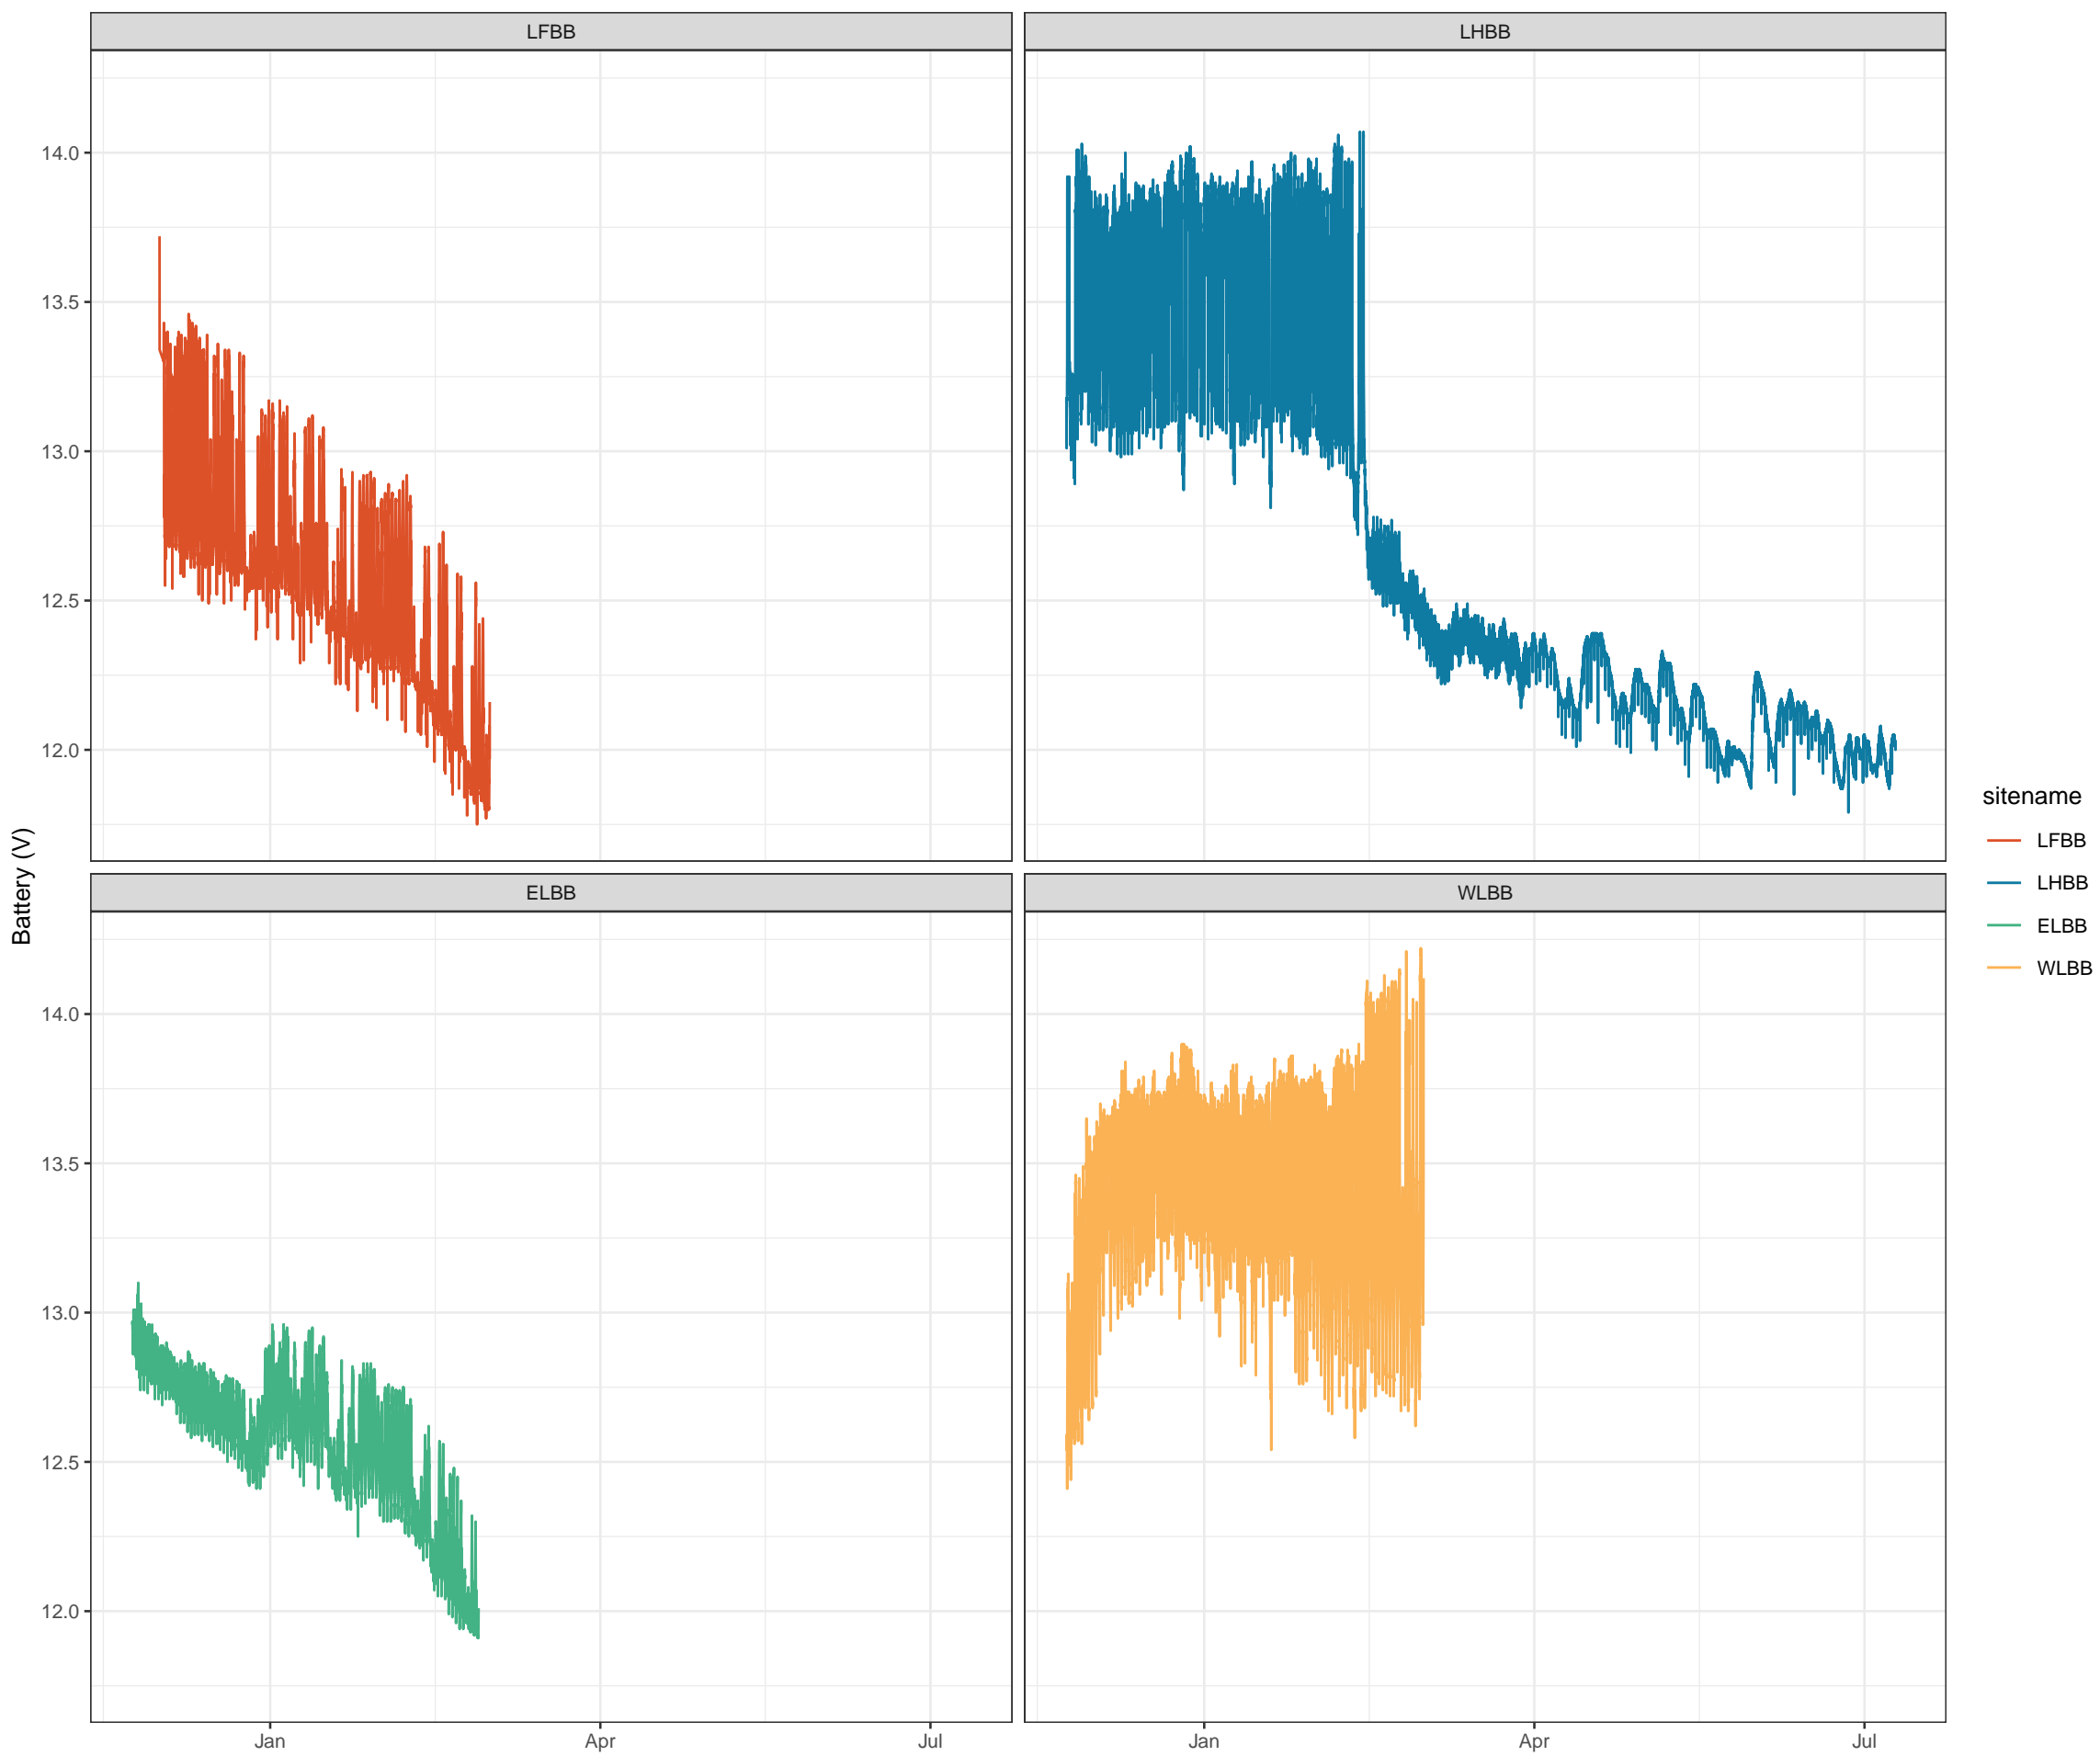 LFBB
LHBB
14.0
13.5
13.0
12.5
12.0
Battery (V)
ELBB
WLBB
14.0
13.5
13.0
12.5
12.0
Jan
Apr
Jul
Jan
Apr
Jul
sitename
LFBB
LHBB
ELBB
WLBB